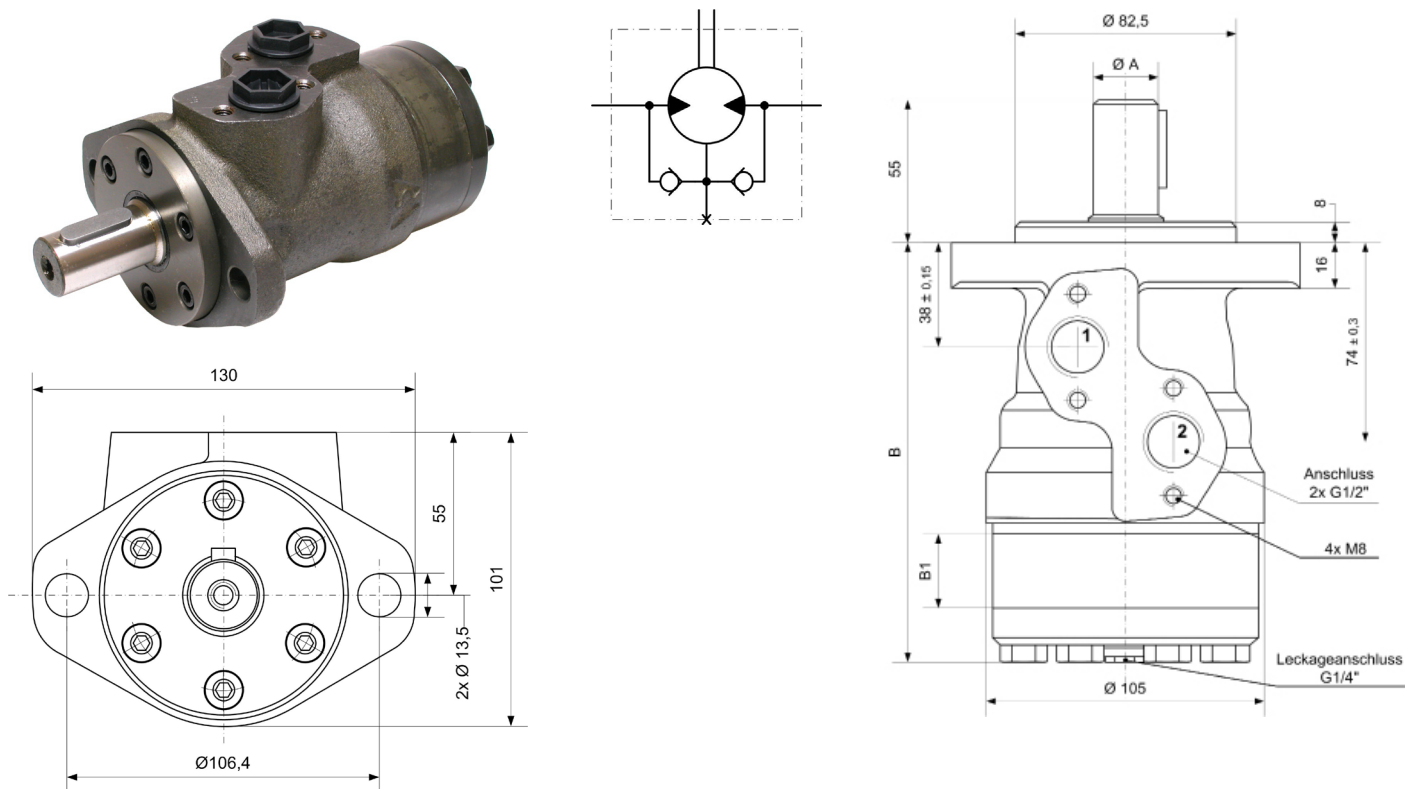 130
55
101
2x Ø 13,5
Ø106,4
Ø 82,5
Ø A
55
8
16
38 ± 0,15
74 ± 0,3
1
2
B
B1
Anschluss
2x G1/2"
4x M8
Leckageanschluss
G1/4"
Ø 105